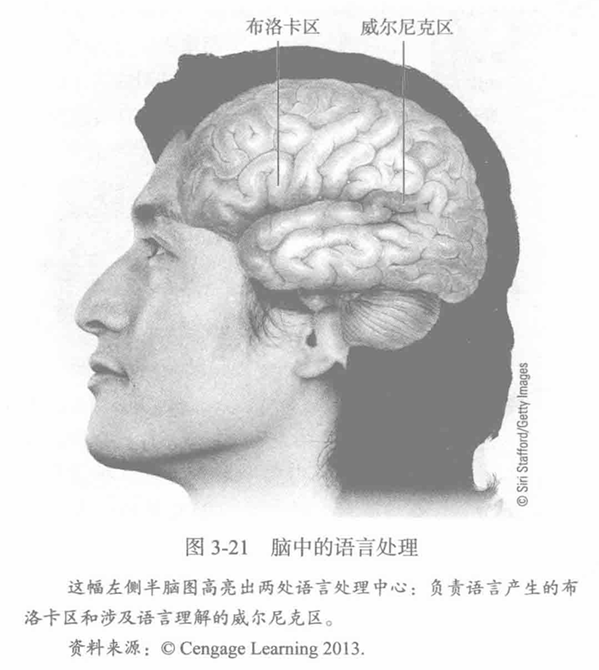 布洛卡区 威尔尼克区
© Siri Stafford/Getty Images
图 3-21 脑中的语言处理
这幅左侧半脑图高亮出两处语言处理中心：负责语言产生的布
洛卡区和涉及语言理解的威尔尼克区。
资料来源：© Cengage Learning 2013.